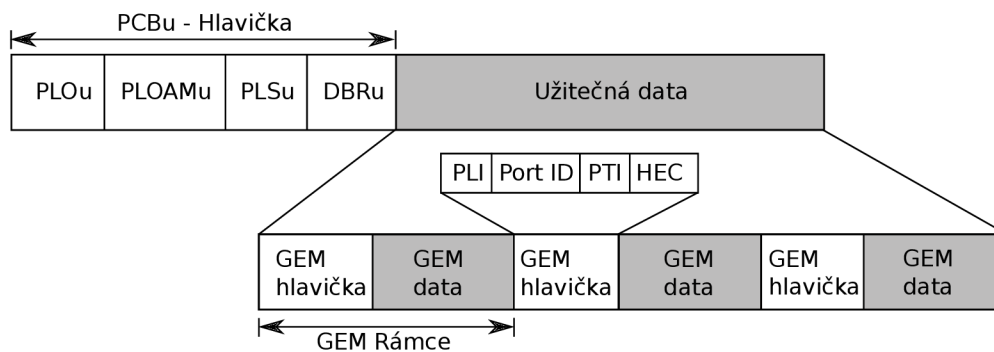 PCBu - Hlavička
PLOu PLOAMu PLSu DBRu Užitečná data
PLI Port ID PTI HEC
GEM hlavička GEM data GEM hlavička GEM data GEM hlavička GEM data
GEM Rámce